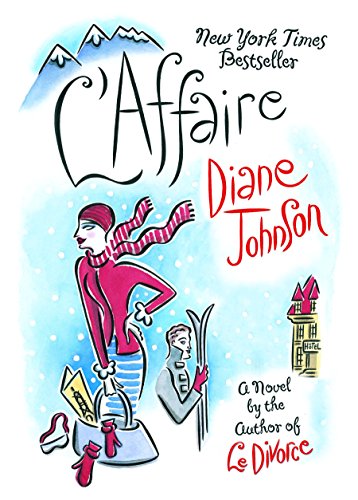 New York Times
Bestseller
L'Affaire
Diane
Johnson
HOTEL
A Novel
by the
Author of
Le Divorce